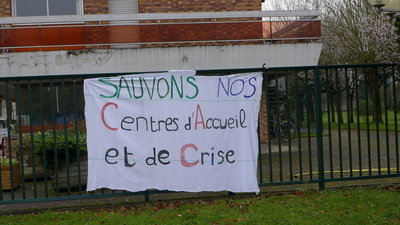 SAUVONS NOS
Centres d'Accueil
et de Crise